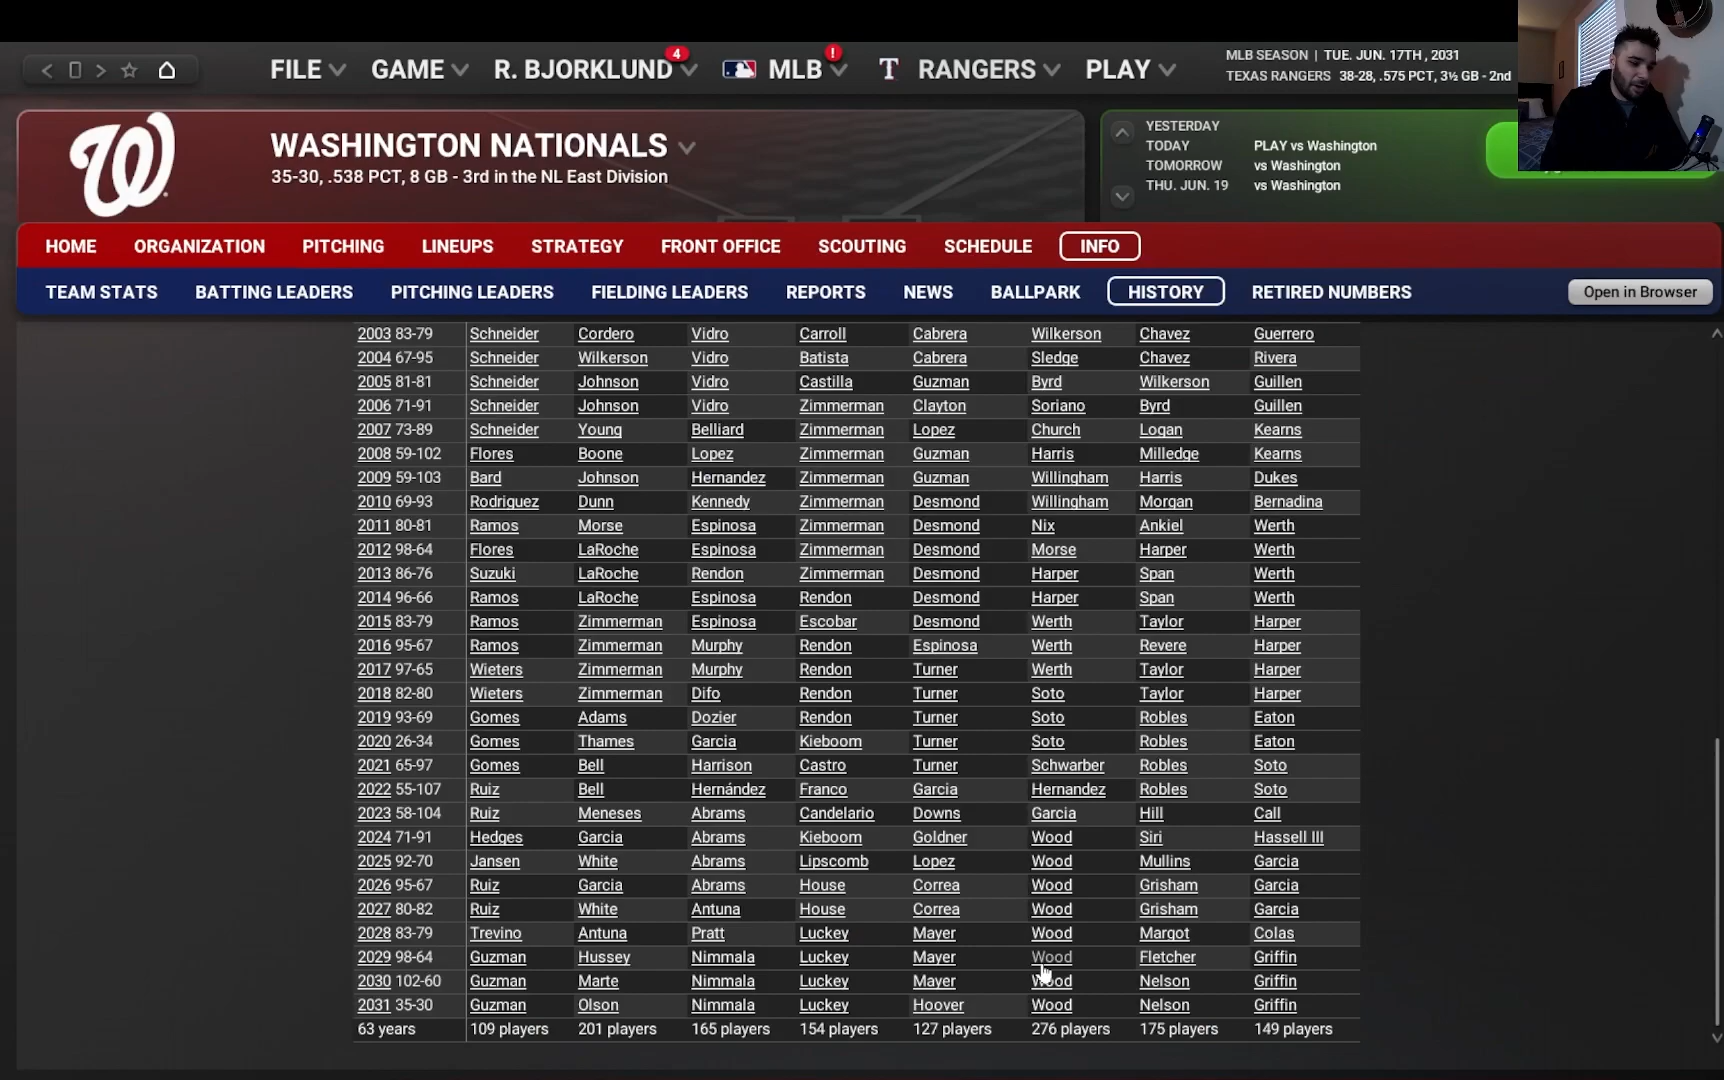 FILE GAME R. BJORKLUND 4 MLB ! T RANGERS PLAY
MLB SEASON | TUE. JUN. 17TH , 2031
TEXAS RANGERS 38-28, .575 PCT, 3½ GB - 2nd
W WASHINGTON NATIONALS
35-30, .538 PCT, 8 GB - 3rd in the NL East Division
YESTERDAY
TODAY PLAY vs Washington
TOMORROW vs Washington
THU. JUN. 19 vs Washington
HOME ORGANIZATION PITCHING LINEUPS STRATEGY FRONT OFFICE SCOUTING SCHEDULE INFO
TEAM STATS BATTING LEADERS PITCHING LEADERS FIELDING LEADERS REPORTS NEWS BALLPARK HISTORY RETIRED NUMBERS Open in Browser
2003 83-79 Schneider Cordero Vidro Carroll Cabrera Wilkerson Chavez Guerrero
2004 67-95 Schneider Wilkerson Vidro Batista Cabrera Sledge Chavez Rivera
2005 81-81 Schneider Johnson Vidro Castilla Guzman Byrd Wilkerson Guillen
2006 71-91 Schneider Johnson Vidro Zimmerman Clayton Soriano Byrd Guillen
2007 73-89 Schneider Young Belliard Zimmerman Lopez Church Logan Kearns
2008 59-102 Flores Boone Lopez Zimmerman Guzman Harris Milledge Kearns
2009 59-103 Bard Johnson Hernandez Zimmerman Guzman Willingham Harris Dukes
2010 69-93 Rodriguez Dunn Kennedy Zimmerman Desmond Willingham Morgan Bernadina
2011 80-81 Ramos Morse Espinosa Zimmerman Desmond Nix Ankiel Werth
2012 98-64 Flores LaRoche Espinosa Zimmerman Desmond Morse Harper Werth
2013 86-76 Suzuki LaRoche Rendon Zimmerman Desmond Harper Span Werth
2014 96-66 Ramos LaRoche Espinosa Rendon Desmond Harper Span Werth
2015 83-79 Ramos Zimmerman Espinosa Escobar Desmond Werth Taylor Harper
2016 95-67 Ramos Zimmerman Murphy Rendon Espinosa Werth Revere Harper
2017 97-65 Wieters Zimmerman Murphy Rendon Turner Werth Taylor Harper
2018 82-80 Wieters Zimmerman Difo Rendon Turner Soto Taylor Harper
2019 93-69 Gomes Adams Dozier Rendon Turner Soto Robles Eaton
2020 26-34 Gomes Thames Garcia Kieboom Turner Soto Robles Eaton
2021 65-97 Gomes Bell Harrison Castro Turner Schwarber Robles Soto
2022 55-107 Ruiz Bell Hernández Franco Garcia Hernandez Robles Soto
2023 58-104 Ruiz Meneses Abrams Candelario Downs Garcia Hill Call
2024 71-91 Hedges Garcia Abrams Kieboom Goldner Wood Siri Hassell III
2025 92-70 Jansen White Abrams Lipscomb Lopez Wood Mullins Garcia
2026 95-67 Ruiz Garcia Abrams House Correa Wood Grisham Garcia
2027 80-82 Ruiz White Antuna House Correa Wood Grisham Garcia
2028 83-79 Trevino Antuna Pratt Luckey Mayer Wood Margot Colas
2029 98-64 Guzman Hussey Nimmala Luckey Mayer Wood Fletcher Griffin
2030 102-60 Guzman Marte Nimmala Luckey Mayer Wood Nelson Griffin
2031 35-30 Guzman Olson Nimmala Luckey Hoover Wood Nelson Griffin
63 years 109 players 201 players 165 players 154 players 127 players 276 players 175 players 149 players